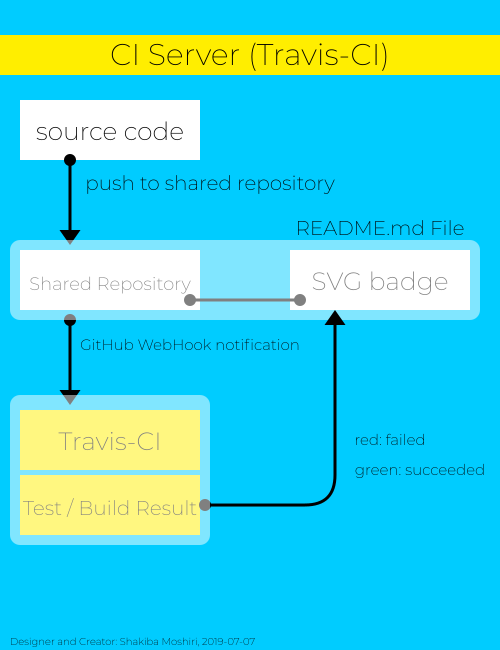 CI Server (Travis-CI)
source code
push to shared repository
README.md File
Shared Repository
SVG badge
GitHub WebHook notification
Travis-CI
red: failed
green: succeeded
Test / Build Result
Designer and Creator: Shakiba Moshiri, 2019-07-07